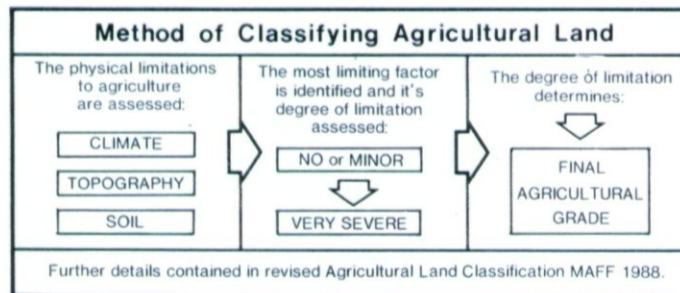 Method of Classifying Agricultural Land
The physical limitations
to agriculture
are assessed:
CLIMATE
TOPOGRAPHY
SOIL
The most limiting factor
is identified and it's
degree of limitation
assessed:
NO or MINOR
VERY SEVERE
The degree of limitation
determines:
FINAL
AGRICULTURAL
GRADE
Further details contained in revised Agricultural Land Classification MAFF 1988.